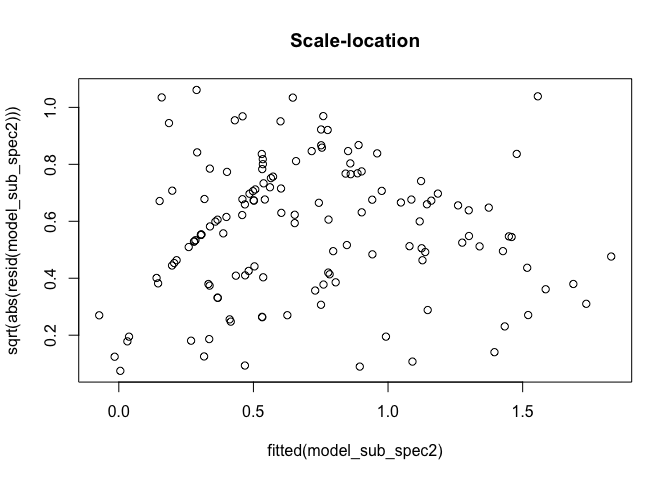 Scale-location
sqrt(abs(resid(model_sub_spec2)))
1.0
0.8
0.6
0.4
0.2
0.0 0.5 1.0 1.5
fitted(model_sub_spec2)